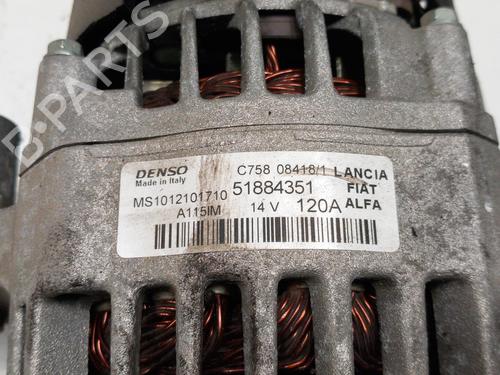 DENSO C758 08418/1 LANCIA
Made in Italy 51884351 FIAT
MS1012101710
A115IM 14 V 120A ALFA
B-PARTS